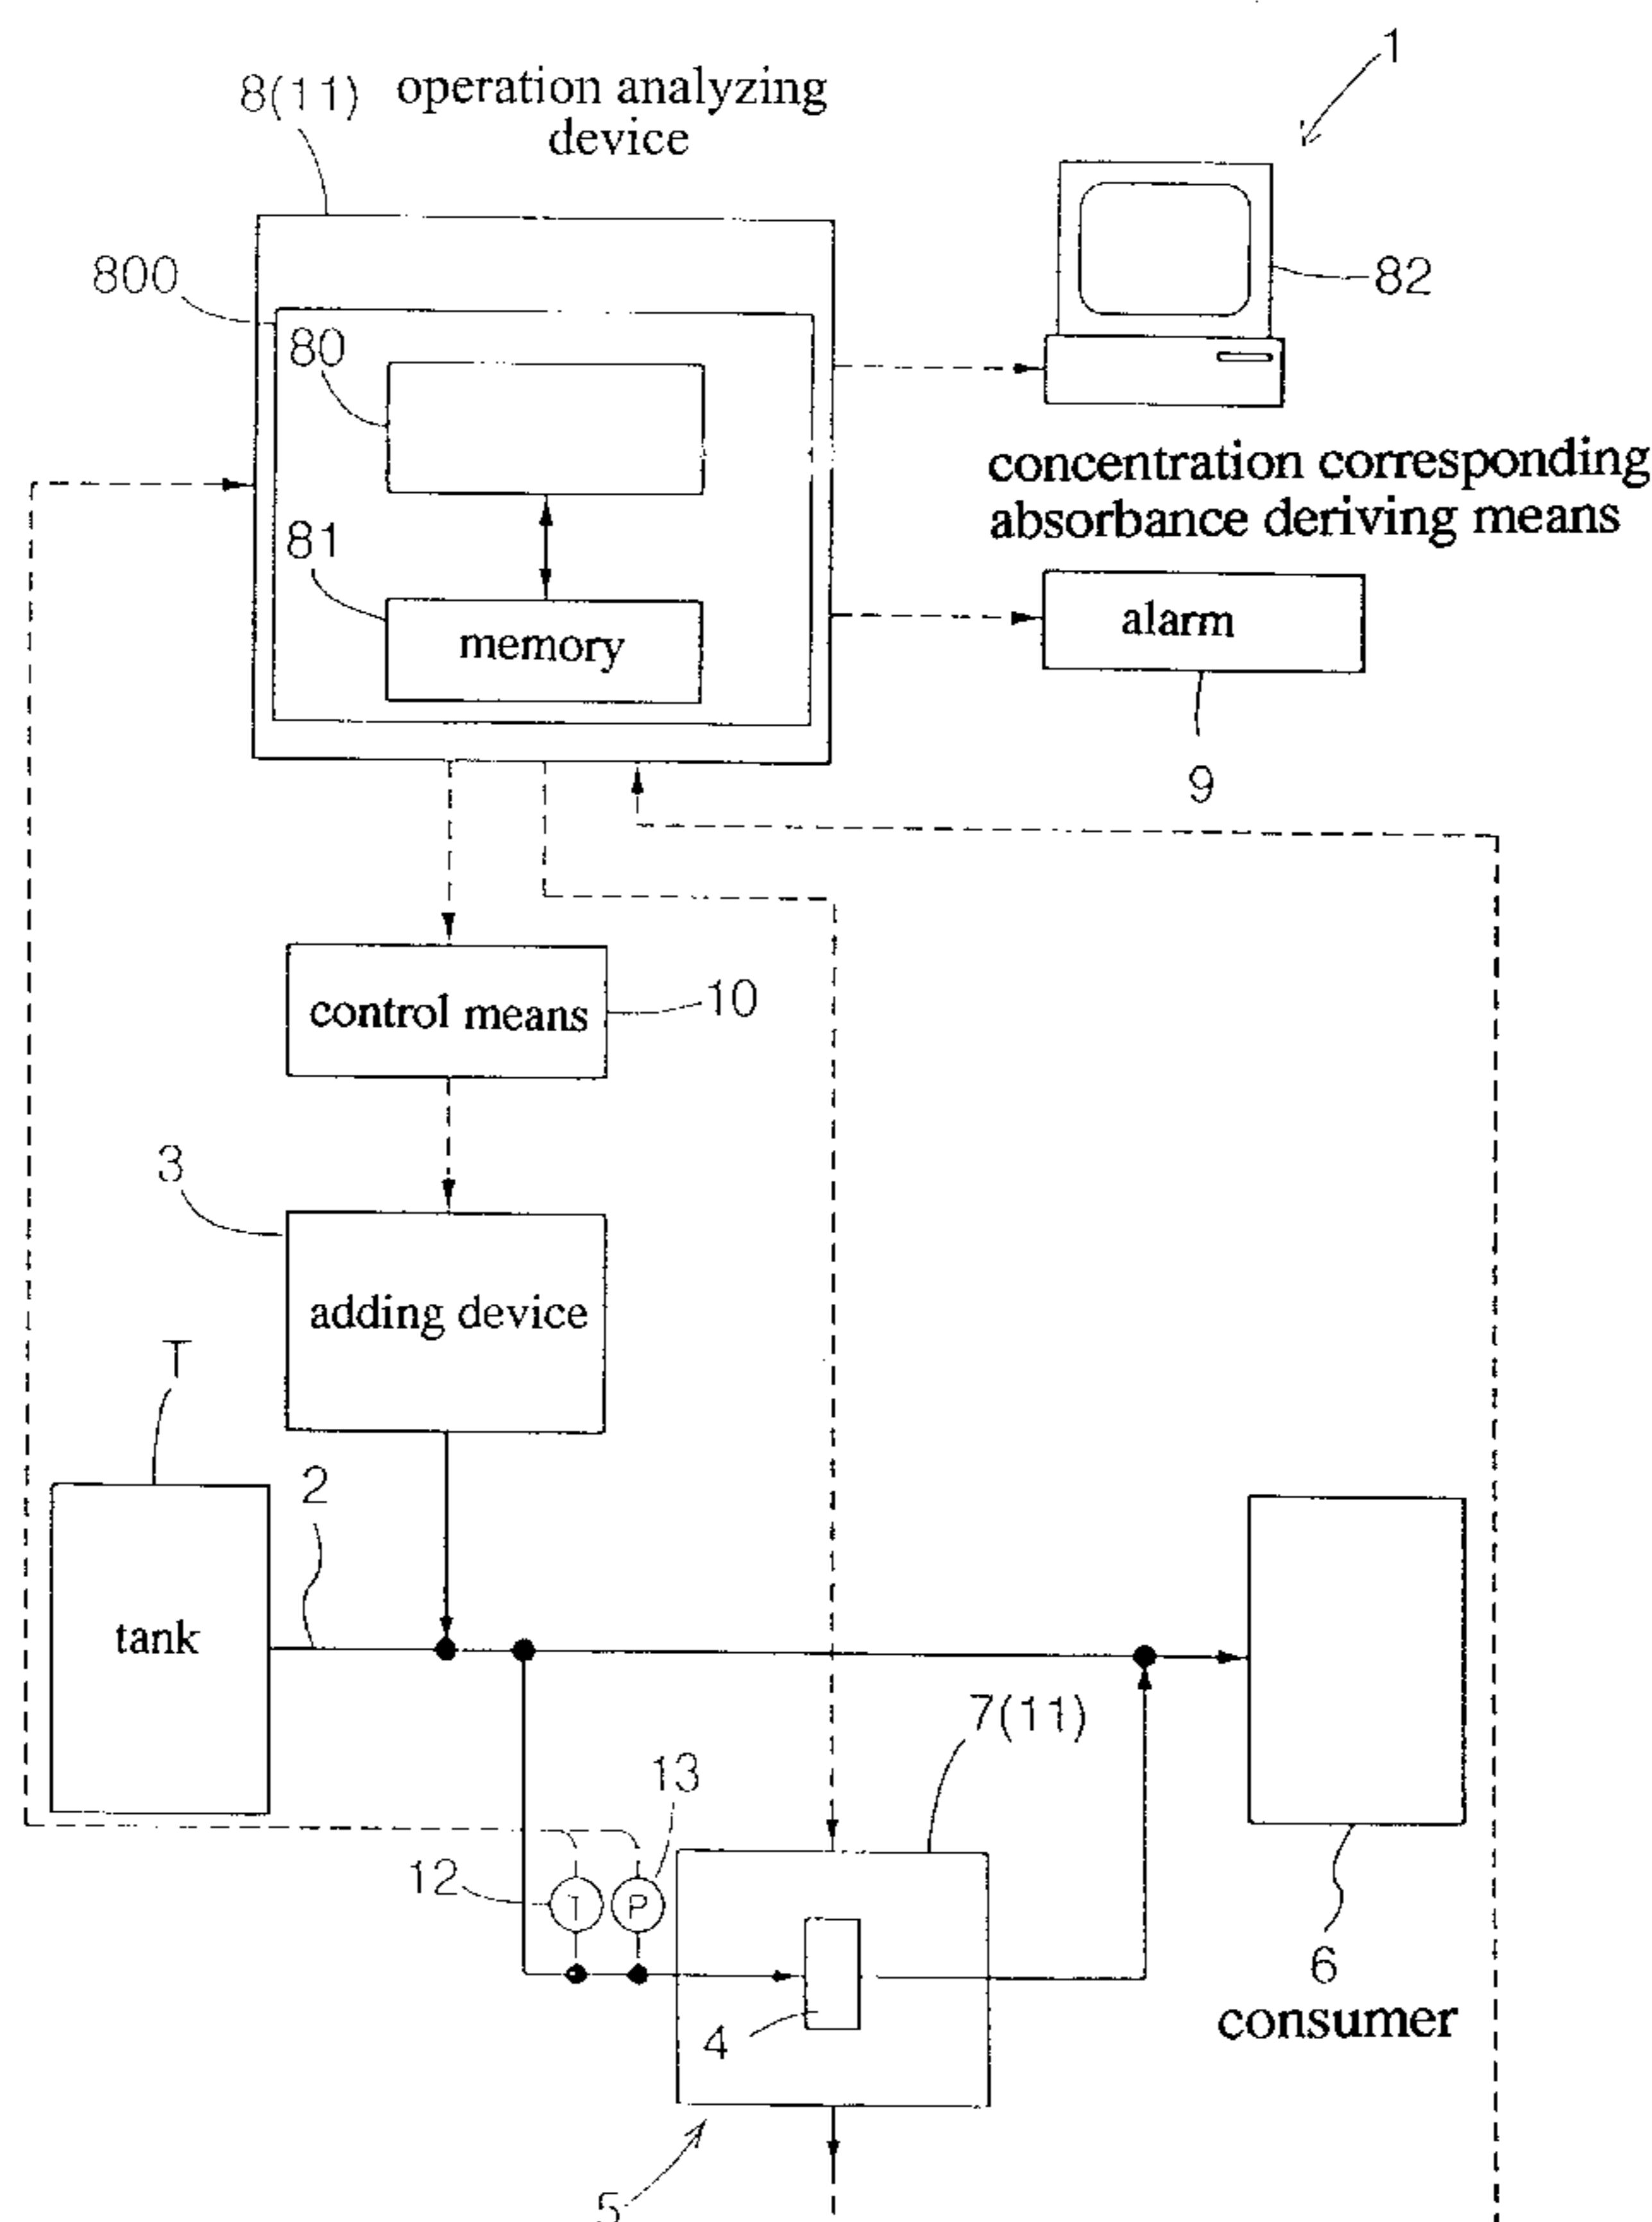 1
8(11) operation analyzing
device
800
82
80
concentration corresponding
absorbance deriving means
81
memory
alarm
9
control means
10
3
adding device
T
2
tank
7(11)
13
12
T
P
4
6
consumer
5